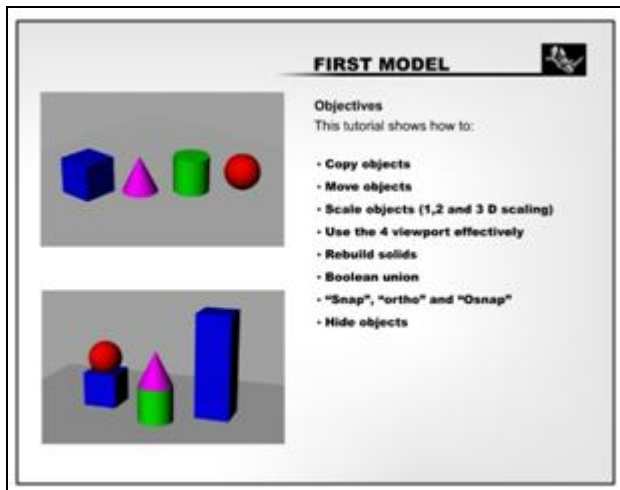 FIRST MODEL
Objectives
This tutorial shows how to:
· Copy objects
· Move objects
· Scale objects (1,2 and 3 D scaling)
· Use the 4 viewport effectively
· Rebuild solids
· Boolean union
· “Snap”, “ortho” and “Osnap”
· Hide objects